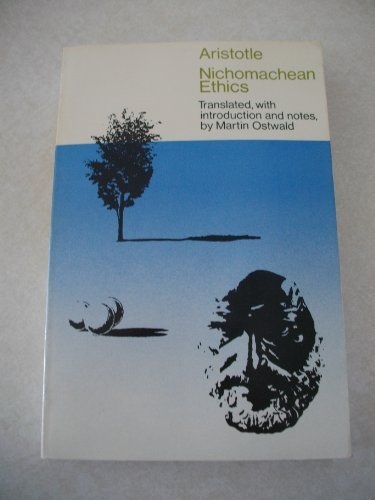 Aristotle
Nichomachean
Ethics
Translated, with
introduction and notes,
by Martin Ostwald